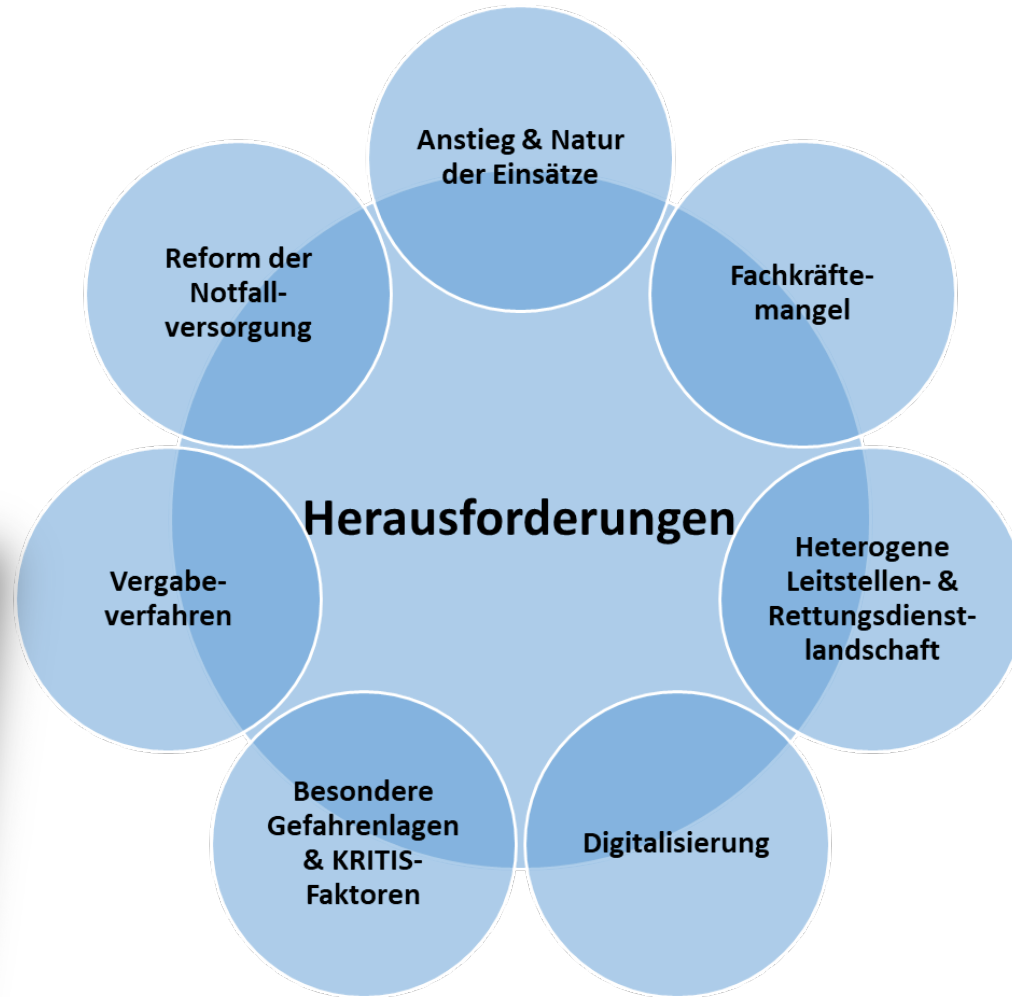 Anstieg & Natur
der Einsätze
Fachkräfte-
mangel
Heterogene
Leitstellen- &
Rettungsdienst-
landschaft
Digitalisierung
Besondere
Gefahrenlagen
& KRITIS-
Faktoren
Vergabe-
verfahren
Reform der
Notfall-
versorgung
Herausforderungen